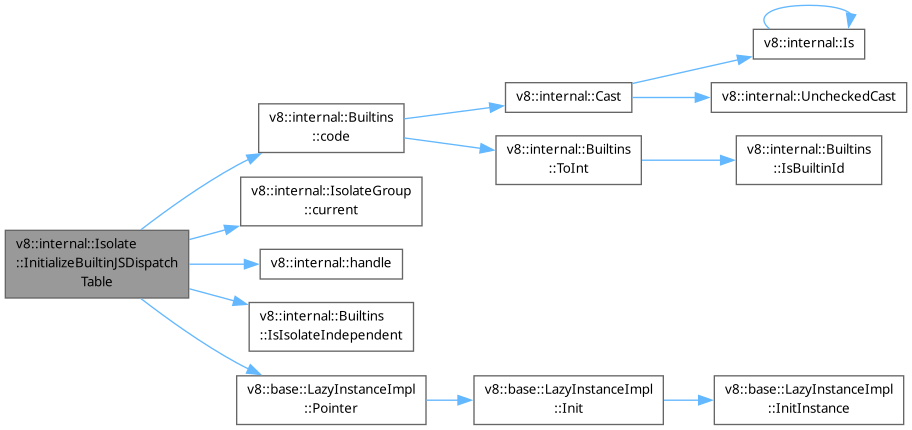 v8::internal::Isolate
::InitializeBuiltinJSDispatch
Table
v8::internal::Builtins
::code
v8::internal::Cast
v8::internal::Is
v8::internal::UncheckedCast
v8::internal::Builtins
::ToInt
v8::internal::Builtins
::IsBuiltinId
v8::internal::IsolateGroup
::current
v8::internal::handle
v8::internal::Builtins
::IsIsolateIndependent
v8::base::LazyInstanceImpl
::Pointer
v8::base::LazyInstanceImpl
::Init
v8::base::LazyInstanceImpl
::InitInstance